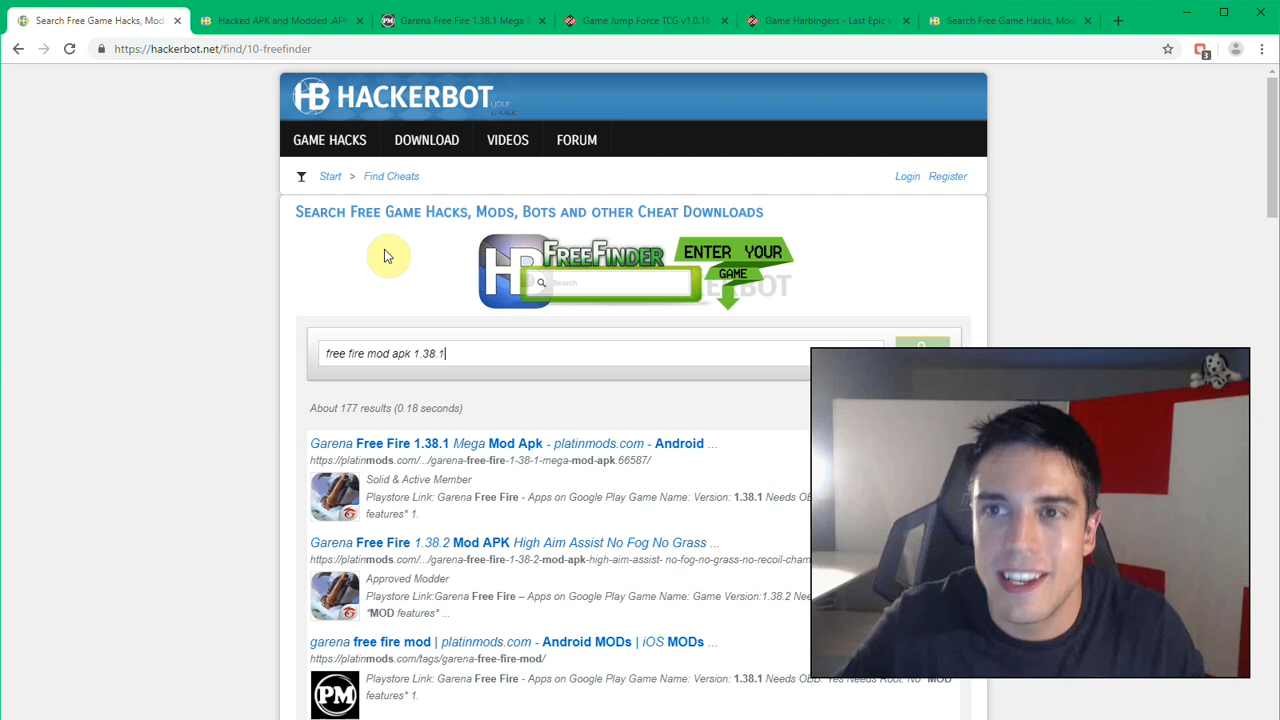 Search Free Game Hacks, Mod
Hacked APK and Modded .APK
Garena Free Fire 1.38.1 Mega
Game Jump Force TCG v1.0.16
Game Harbingers - Last Epic v
Search Free Game Hacks, Mod
https://hackerbot.net/find/10-freefinder
3
HB HACKERBOT your choice
GAME HACKS DOWNLOAD VIDEOS FORUM
Start > Find Cheats Login Register
Search Free Game Hacks, Mods, Bots and other Cheat Downloads
FREEFINDER
ENTER YOUR
GAME
Search
free fire mod apk 1.38.1
About 177 results (0.18 seconds)
Garena Free Fire 1.38.1 Mega Mod Apk - platinmods.com - Android ...
https://platinmods.com/.../garena-free-fire-1-38-1-mega-mod-apk.66587/
Solid & Active Member
Playstore Link: Garena Free Fire - Apps on Google Play Game Name: Version: 1.38.1 Needs OB
features* 1.
Garena Free Fire 1.38.2 Mod APK High Aim Assist No Fog No Grass ...
https://platinmods.com/.../garena-free-fire-1-38-2-mod-apk-high-aim-assist- no-fog-no-grass-no-recoil-cham
Approved Modder
Playstore Link:Garena Free Fire – Apps on Google Play Game Name: Game Version:1.38.2 Need
*MOD features* ...
garena free fire mod | platinmods.com - Android MODs | iOS MODs ...
https://platinmods.com/tags/garena-free-fire-mod/
PM
Playstore Link: Garena Free Fire - Apps on Google Play Game Name: Version: 1.38.1 Needs OBB: Yes Needs Root: No *MOD
features* 1.